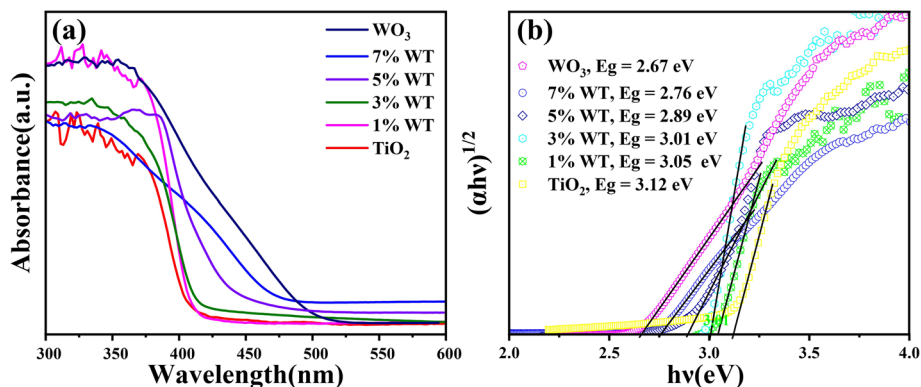 (a)
WO₃
7% WT
5% WT
3% WT
1% WT
TiO₂
Absorbance(a.u.)
300 350 400 450 500 550 600
Wavelength(nm)
(b)
WO₃, Eg = 2.67 eV
7% WT, Eg = 2.76 eV
5% WT, Eg = 2.89 eV
3% WT, Eg = 3.01 eV
1% WT, Eg = 3.05 eV
TiO₂, Eg = 3.12 eV
(αhν)¹/²
2.0 2.5 3.0 3.5 4.0
hν(eV)